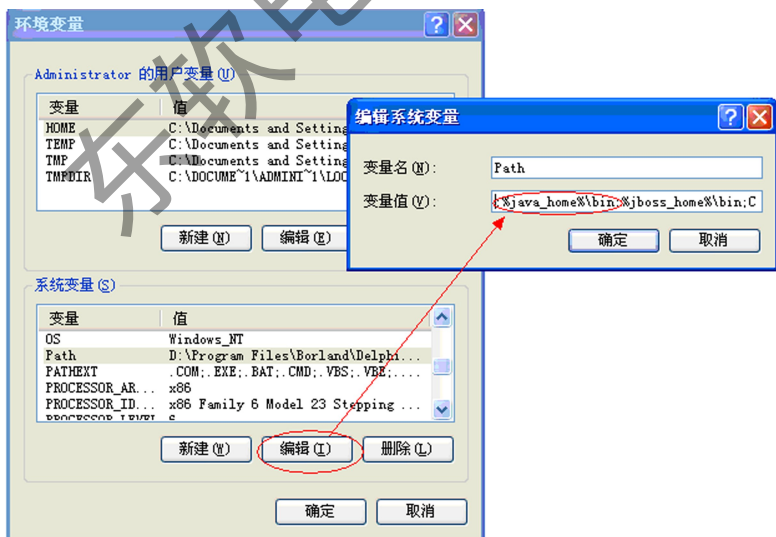 环境变量
Administrator 的用户变量(U)
变量 值
HOME C:\Documents and Setting
TEMP C:\Documents and Setting
TMP C:\Documents and Setting
TMPDIR C:\DOCUME~1\ADMINI~1\LOC
新建(N) 编辑(E)
编辑系统变量
变量名(N): Path
变量值(V): ;%java_home%\bin;%jboss_home%\bin;C
确定 取消
系统变量(S)
变量 值
OS Windows_NT
Path D:\Program Files\Borland\Delphi...
PATHEXT .COM;.EXE;.BAT;.CMD;.VBS;.VBE;....
PROCESSOR_AR... x86
PROCESSOR_ID... x86 Family 6 Model 23 Stepping ...
PROCESSOR_LEVEL 6
新建(W) 编辑(I) 删除(L)
确定 取消
东软电